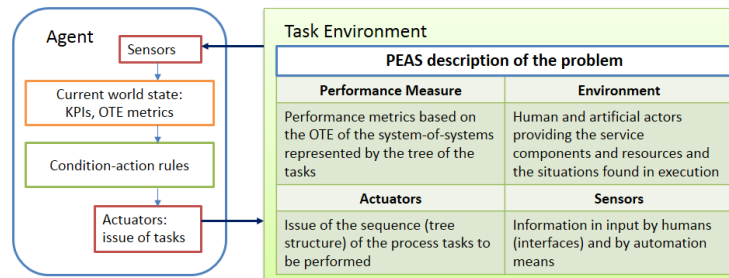 Agent
Sensors
Current world state:
KPIs, OTE metrics
Condition-action rules
Actuators:
issue of tasks
Task Environment
PEAS description of the problem
Performance Measure
Environment
Performance metrics based on
the OTE of the system-of-systems
represented by the tree of the
tasks
Human and artificial actors
providing the service
components and resources and
the situations found in execution
Actuators
Sensors
Issue of the sequence (tree
structure) of the process tasks to
be performed
Information in input by humans
(interfaces) and by automation
means